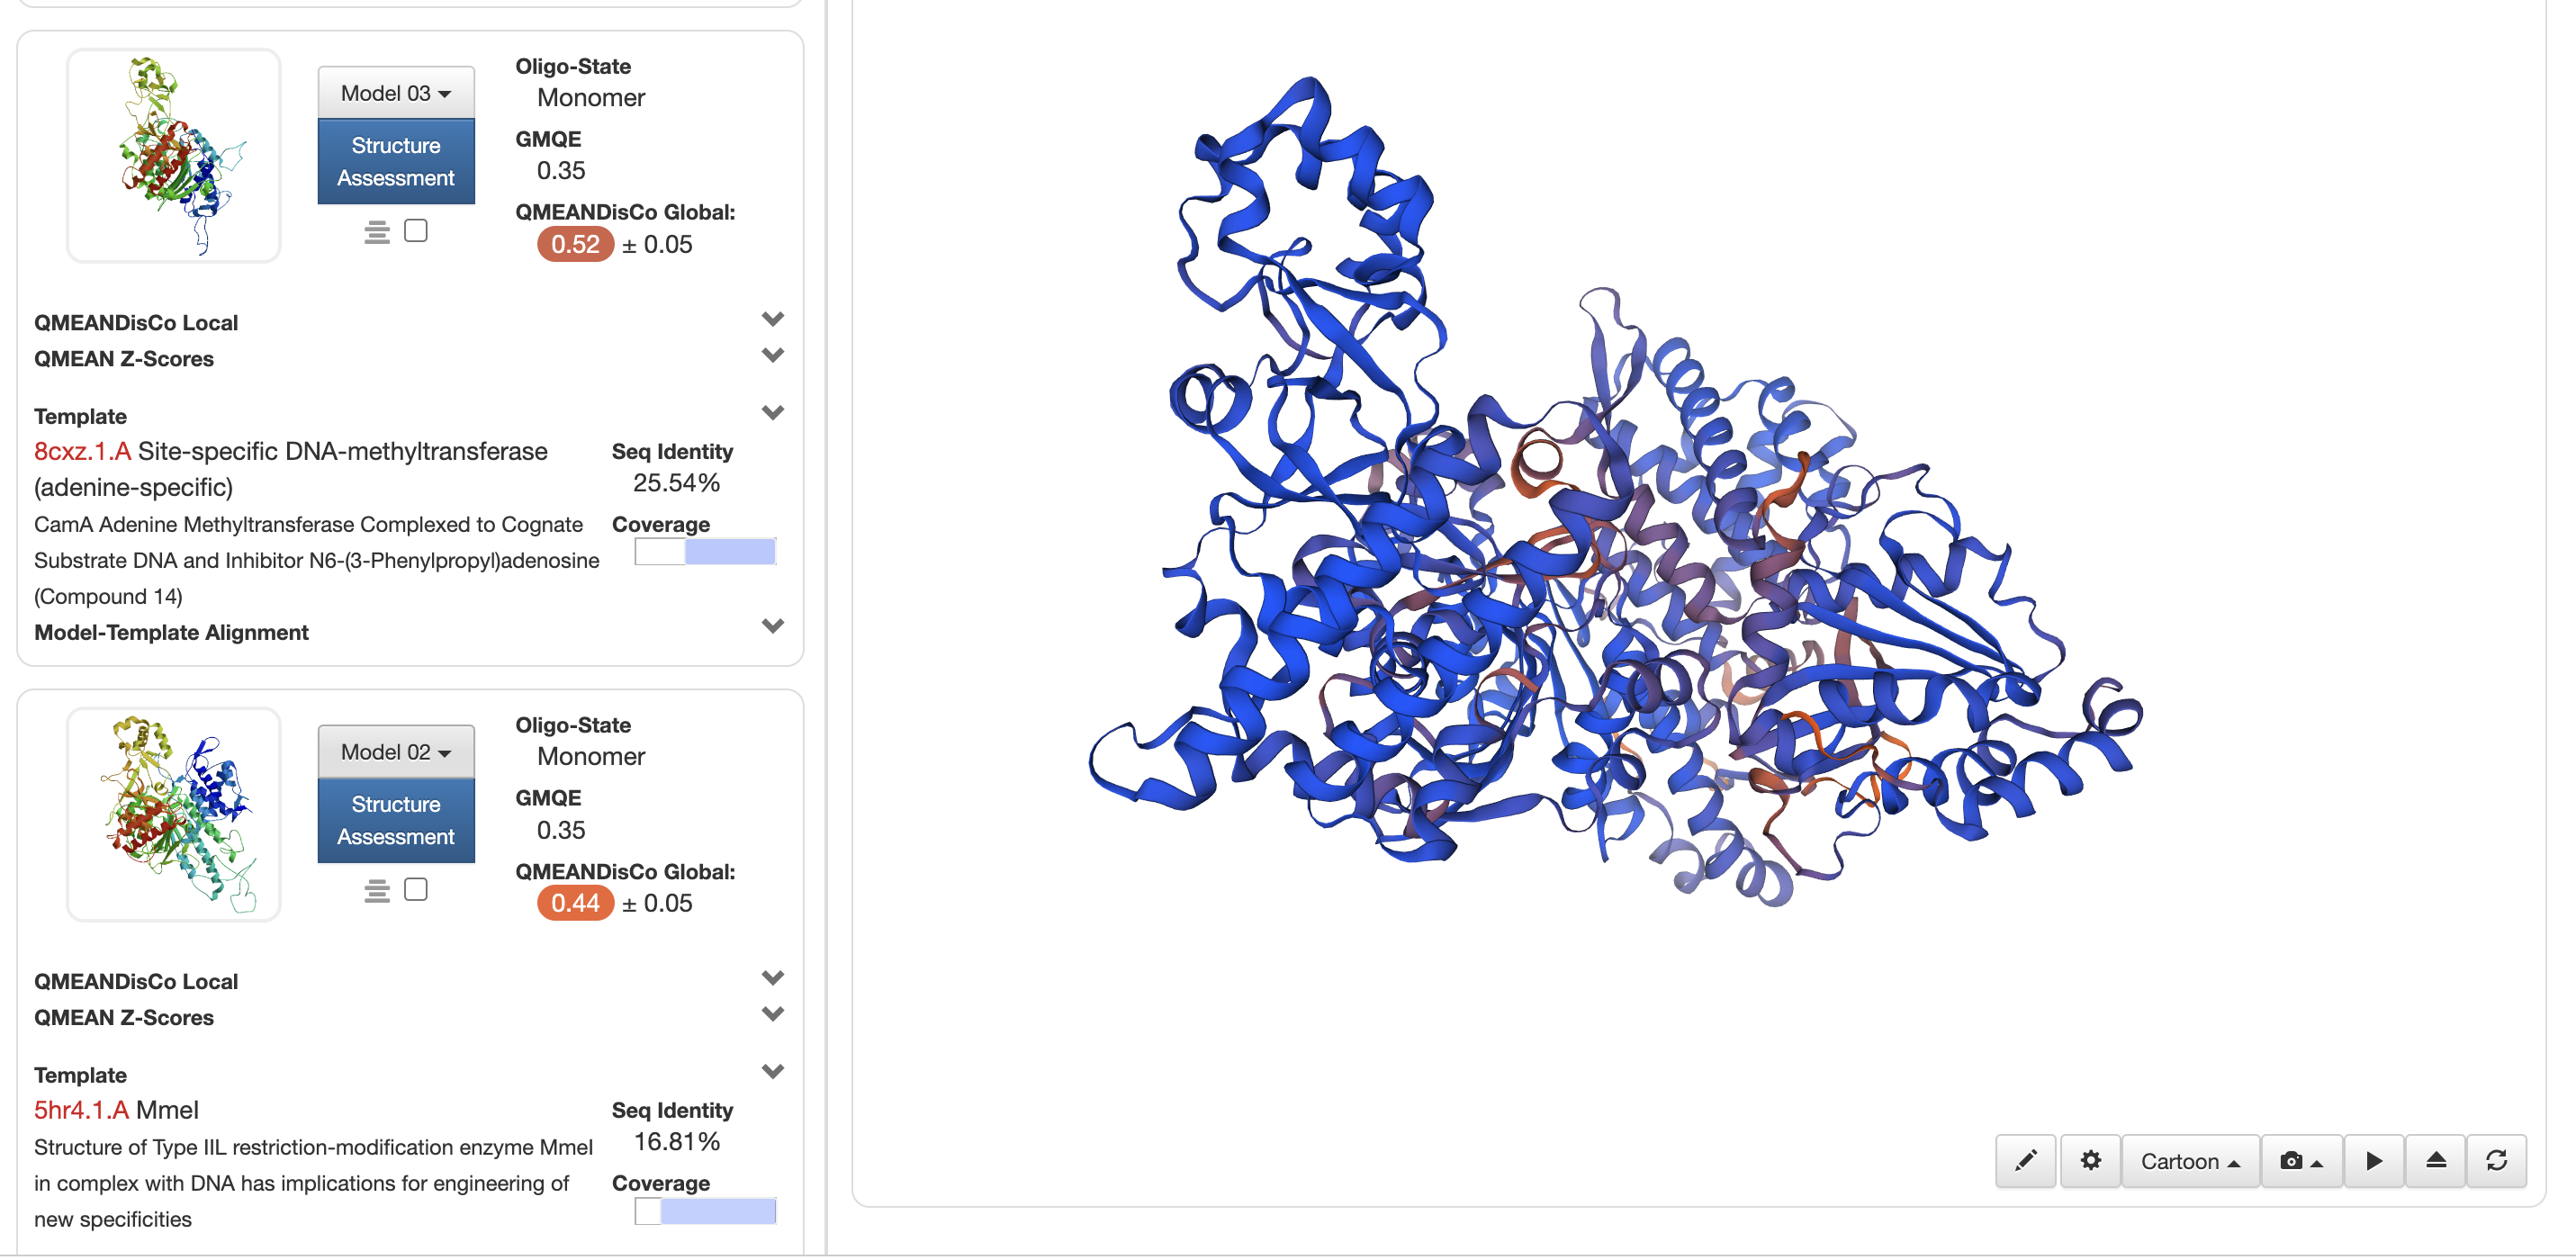 Model 03
Structure
Assessment
Oligo-State
Monomer
GMQE
0.35
QMEANDisCo Global:
0.52 ± 0.05
QMEANDisCo Local
QMEAN Z-Scores
Template
8cxz.1.A Site-specific DNA-methyltransferase
(adenine-specific)
CamA Adenine Methyltransferase Complexed to Cognate
Substrate DNA and Inhibitor N6-(3-Phenylpropyl)adenosine
(Compound 14)
Seq Identity
25.54%
Coverage
Model-Template Alignment
Model 02
Structure
Assessment
Oligo-State
Monomer
GMQE
0.35
QMEANDisCo Global:
0.44 ± 0.05
QMEANDisCo Local
QMEAN Z-Scores
Template
5hr4.1.A MmeI
Structure of Type IIL restriction-modification enzyme MmeI
in complex with DNA has implications for engineering of
new specificities
Seq Identity
16.81%
Coverage
Cartoon